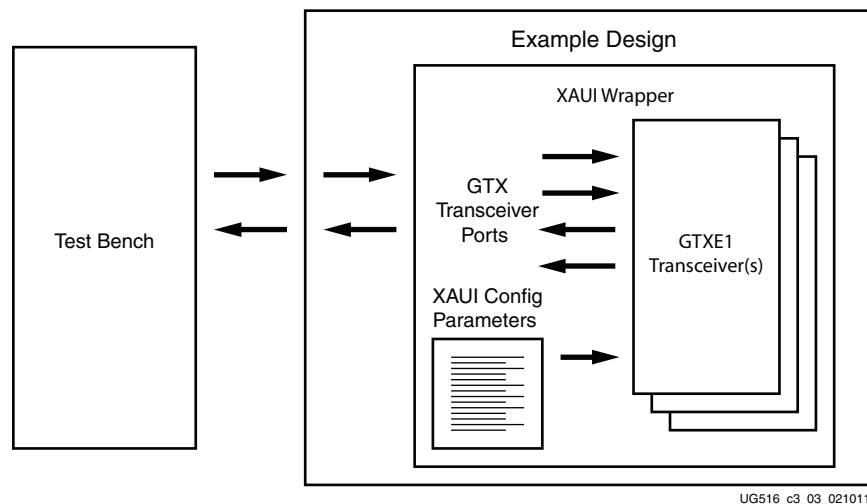 Example Design
XAUI Wrapper
Test Bench
GTX
Transceiver
Ports
GTXE1
Transceiver(s)
XAUI Config
Parameters
UG516_c3_03_021011